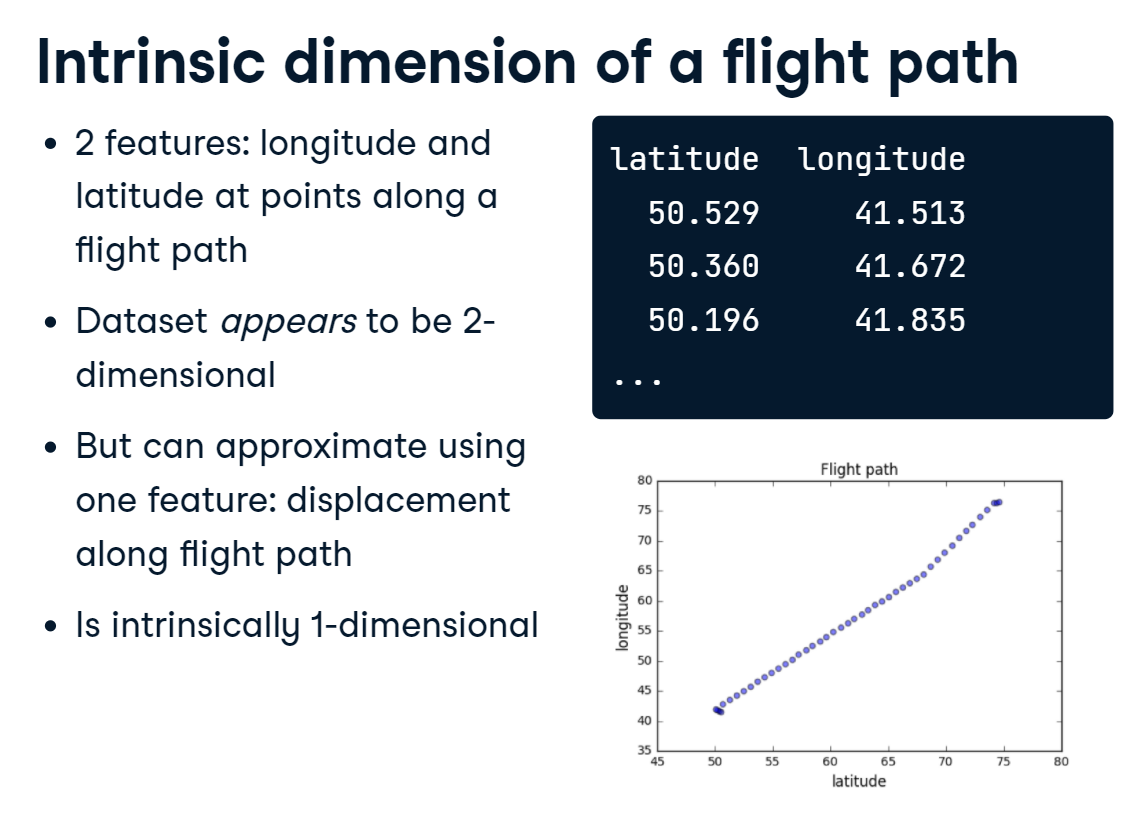 Intrinsic dimension of a flight path
• 2 features: longitude and
latitude at points along a
flight path
• Dataset appears to be 2-
dimensional
• But can approximate using
one feature: displacement
along flight path
• Is intrinsically 1-dimensional
latitude longitude
50.529 41.513
50.360 41.672
50.196 41.835
...
Flight path
80
75
70
65
60
55
50
45
40
35
longitude
45 50 55 60 65 70 75 80
latitude